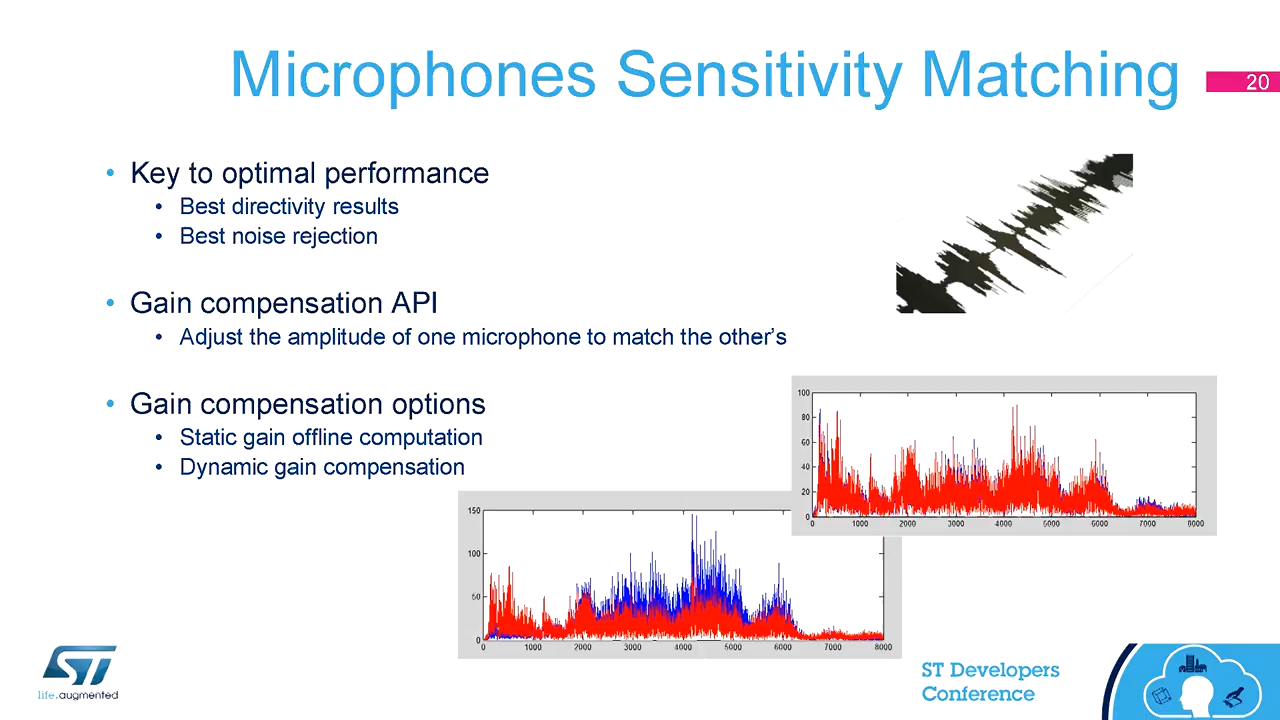 Microphones Sensitivity Matching
20
• Key to optimal performance
• Best directivity results
• Best noise rejection
• Gain compensation API
• Adjust the amplitude of one microphone to match the other's
• Gain compensation options
• Static gain offline computation
• Dynamic gain compensation
100
80
60
40
20
0
0 1000 2000 3000 4000 5000 6000 7000 8000
150
100
50
0
0 1000 2000 3000 4000 5000 6000 7000 8000
ST
life.augmented
ST Developers
Conference